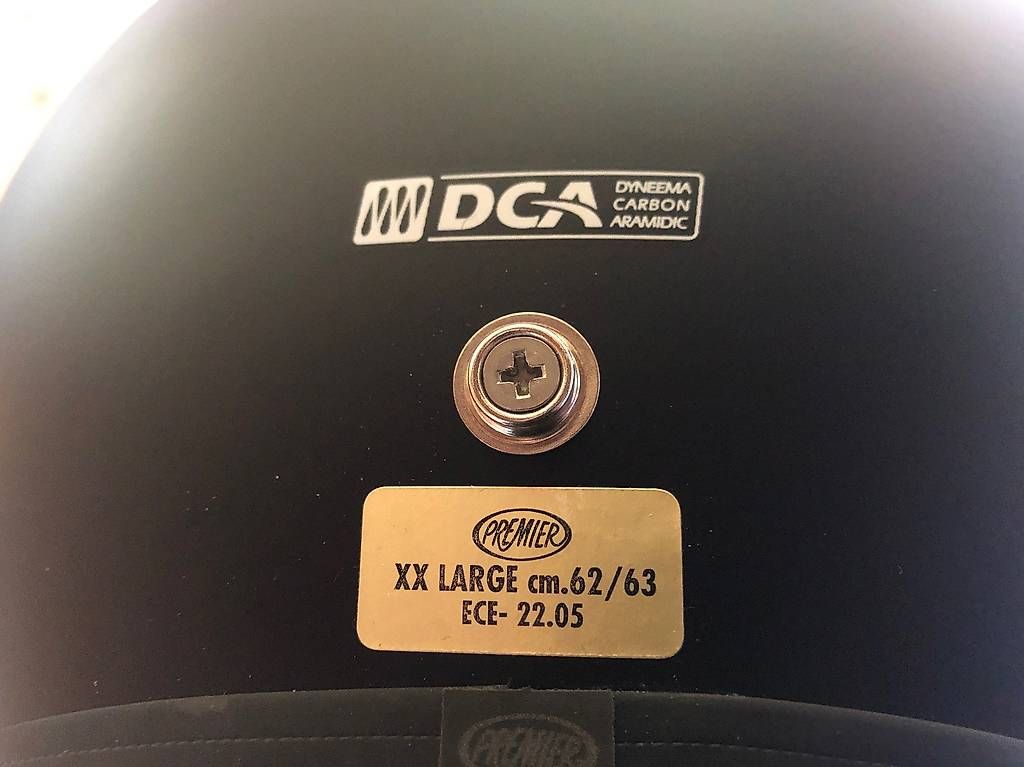 DCA DYNEEMA
CARBON
ARAMIDIC
PREMIER
XX LARGE cm.62/63
ECE- 22.05
PREMIER